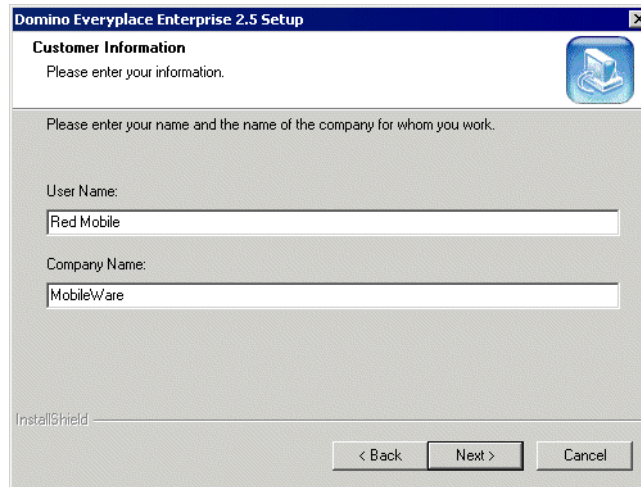 Domino Everyplace Enterprise 2.5 Setup
Customer Information
Please enter your information.
Please enter your name and the name of the company for whom you work.
User Name:
Red Mobile
Company Name:
MobileWare
InstallShield
< Back
Next >
Cancel